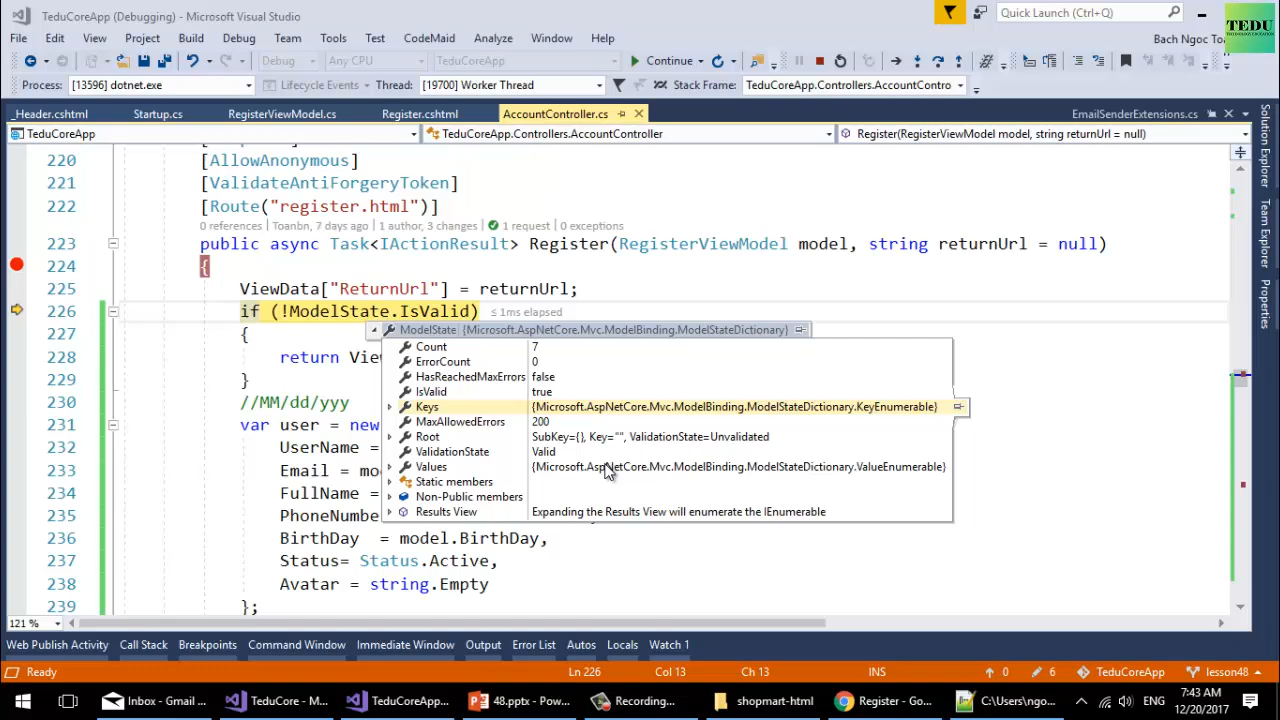 TeduCoreApp (Debugging) - Microsoft Visual Studio
Quick Launch (Ctrl+Q)
TEDU
File Edit View Project Build Debug Team Tools Test CodeMaid Analyze Window Help
Bach Ngoc Toa
Debug Any CPU TeduCoreApp Continue
Process: [13596] dotnet.exe Lifecycle Events Thread: [19700] Worker Thread Stack Frame: TeduCoreApp.Controllers.AccountContro
_Header.cshtml Startup.cs RegisterViewModel.cs Register.cshtml AccountController.cs EmailSenderExtensions.cs
TeduCoreApp TeduCoreApp.Controllers.AccountController Register(RegisterViewModel model, string returnUrl = null)
220 [AllowAnonymous]
221 [ValidateAntiForgeryToken]
222 [Route("register.html")]
0 references | Toanbn, 7 days ago | 1 author, 3 changes | 1 request | 0 exceptions
223 public async Task<IActionResult> Register(RegisterViewModel model, string returnUrl = null)
224 {
225 ViewData["ReturnUrl"] = returnUrl;
226 if (!ModelState.IsValid) ≤ 1ms elapsed
ModelState {Microsoft.AspNetCore.Mvc.ModelBinding.ModelStateDictionary}
227 {
228 return Vie
229 }
230 //MM/dd/yyy
231 var user = new
232 UserName =
233 Email = mod
234 FullName =
235 PhoneNumbe
236 BirthDay = model.BirthDay,
237 Status= Status.Active,
238 Avatar = string.Empty
239 };
Count 7
ErrorCount 0
HasReachedMaxErrors false
IsValid true
Keys {Microsoft.AspNetCore.Mvc.ModelBinding.ModelStateDictionary.KeyEnumerable}
MaxAllowedErrors 200
Root SubKey={}, Key="", ValidationState=Unvalidated
ValidationState Valid
Values {Microsoft.AspNetCore.Mvc.ModelBinding.ModelStateDictionary.ValueEnumerable}
Static members
Non-Public members
Results View Expanding the Results View will enumerate the IEnumerable
Solution Explorer
Team Explorer
Properties
121 %
Web Publish Activity Call Stack Breakpoints Command Window Immediate Window Output Error List Autos Locals Watch 1
Ready Ln 226 Col 13 Ch 13 INS 0 6 TeduCoreApp lesson48
Inbox - Gmail ... TeduCore - M... TeduCoreApp... 48.pptx - Pow... Recording... shopmart-html Register - Go... C:\Users\ngo... ENG
7:43 AM
12/20/2017